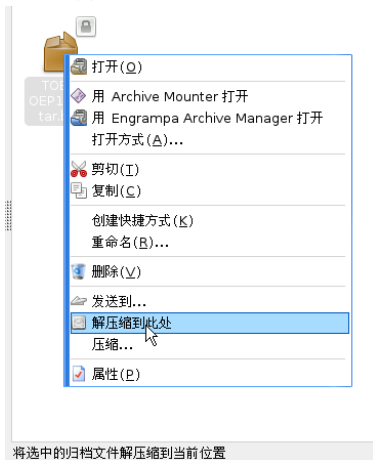 TOE
OEP1
tar.b
打开(O)
用 Archive Mounter 打开
用 Engrampa Archive Manager 打开
打开方式(A)...
剪切(T)
复制(C)
创建快捷方式(K)
重命名(R)...
删除(V)
发送到...
解压缩到此处
压缩...
属性(P)
将选中的归档文件解压缩到当前位置